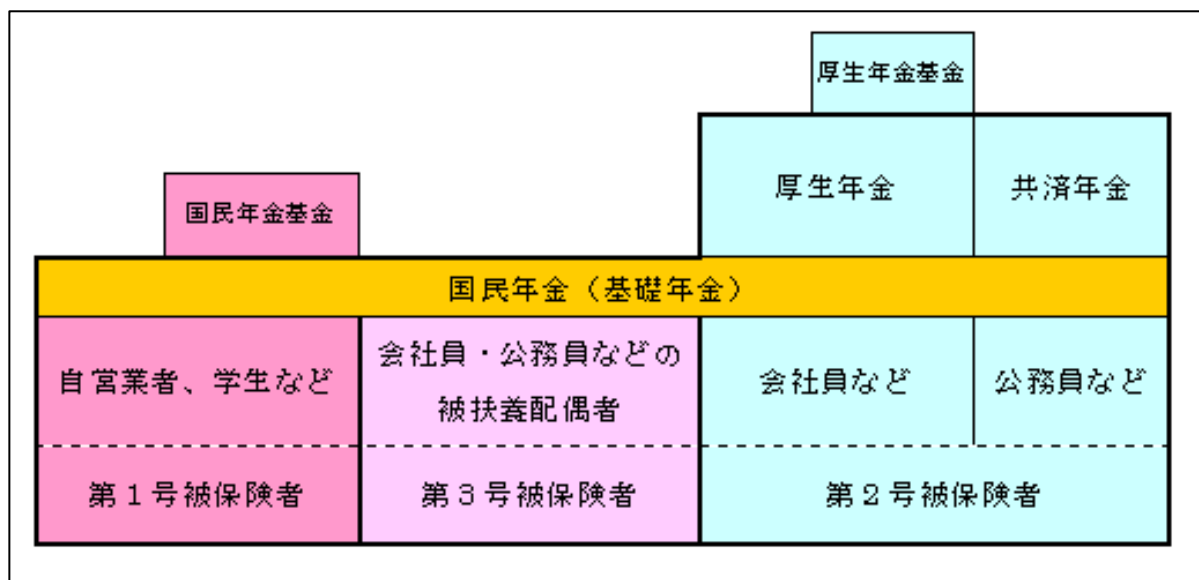 厚生年金基金
厚生年金
共済年金
国民年金基金
国民年金（基礎年金）
自営業者、学生など
会社員・公務員などの
被扶養配偶者
会社員など
公務員など
第１号被保険者
第３号被保険者
第２号被保険者